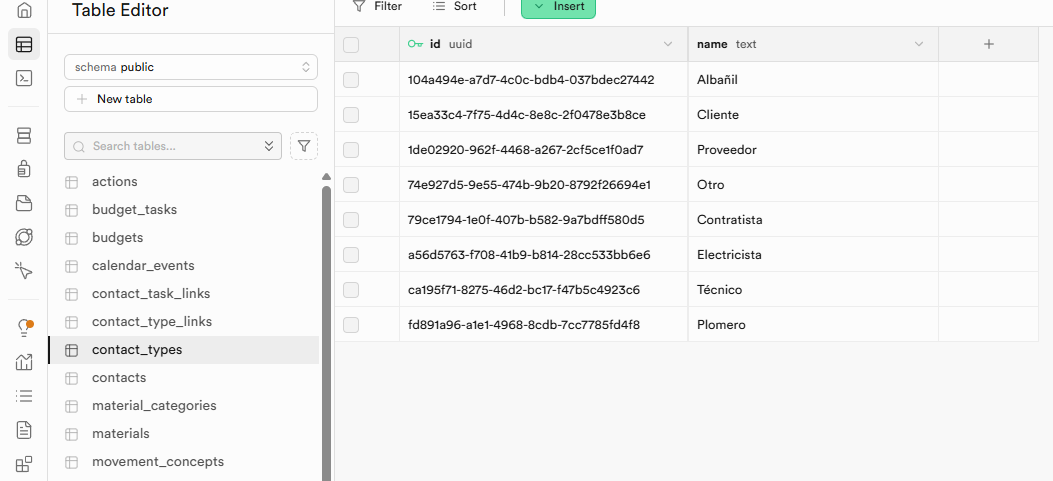 Table Editor
schema public
New table
Search tables...
actions
budget_tasks
budgets
calendar_events
contact_task_links
contact_type_links
contact_types
contacts
material_categories
materials
movement_concepts
Filter Sort Insert
id uuid name text
104a494e-a7d7-4c0c-bdb4-037bdec27442 Albañil
15ea33c4-7f75-4d4c-8e8c-2f0478e3b8ce Cliente
1de02920-962f-4468-a267-2cf5ce1f0ad7 Proveedor
74e927d5-9e55-474b-9b20-8792f26694e1 Otro
79ce1794-1e0f-407b-b582-9a7bdff580d5 Contratista
a56d5763-f708-41b9-b814-28cc533bb6e6 Electricista
ca195f71-8275-46d2-bc17-f47b5c4923c6 Técnico
fd891a96-a1e1-4968-8cdb-7cc7785fd4f8 Plomero